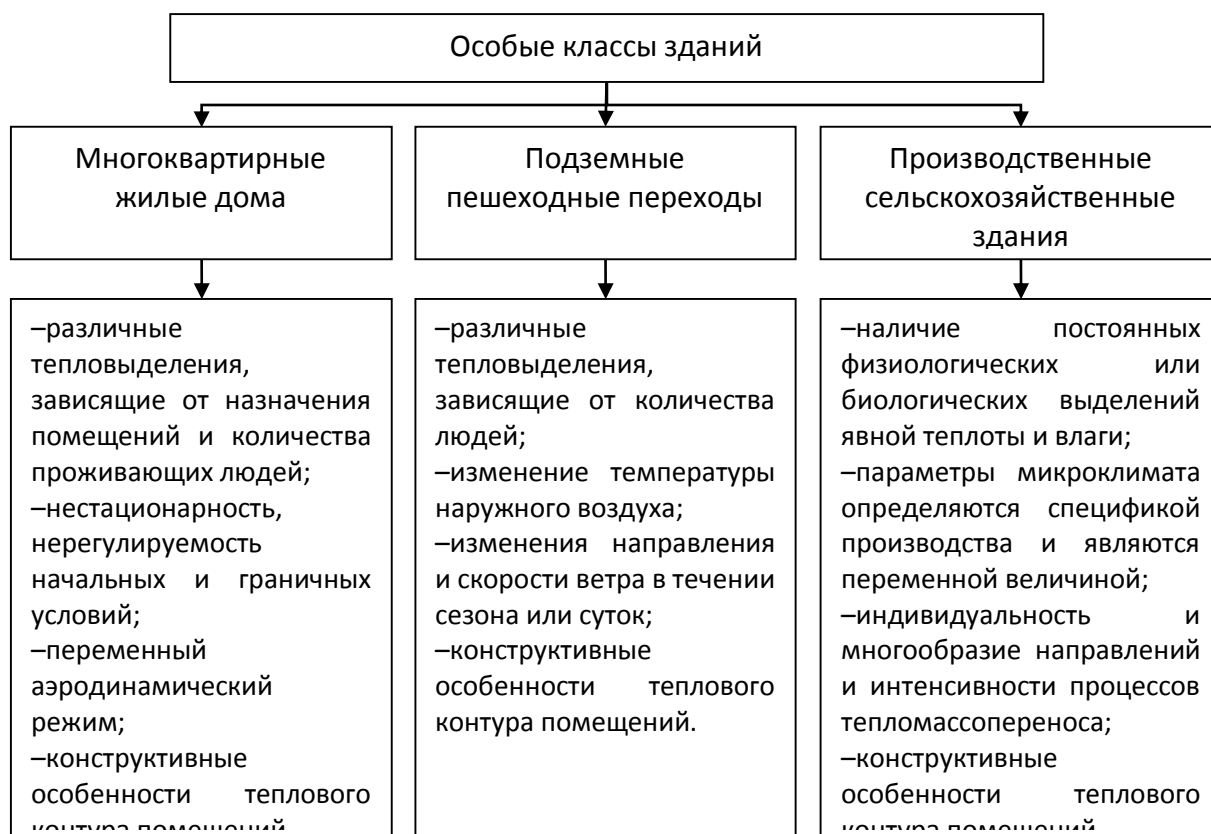 Особые классы зданий
Многоквартирные
жилые дома
Подземные
пешеходные переходы
Производственные
сельскохозяйственные
здания
–различные
тепловыделения,
зависящие от назначения
помещений и количества
проживающих людей;
–нестационарность,
нерегулируемость
начальных и граничных
условий;
–переменный
аэродинамический
режим;
–конструктивные
особенности теплового
контура помещений
–различные
тепловыделения,
зависящие от количества
людей;
–изменение температуры
наружного воздуха;
–изменения направления
и скорости ветра в течении
сезона или суток;
–конструктивные
особенности теплового
контура помещений.
–наличие постоянных
физиологических или
биологических выделений
явной теплоты и влаги;
–параметры микроклимата
определяются спецификой
производства и являются
переменной величиной;
–индивидуальность и
многообразие направлений
и интенсивности процессов
тепломассопереноса;
–конструктивные
особенности теплового
контура помещений